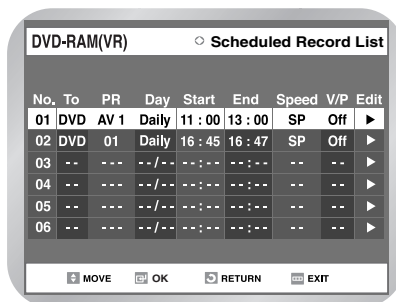 DVD-RAM(VR) Scheduled Record List
No. To PR Day Start End Speed V/P Edit
01 DVD AV 1 Daily 11 : 00 13 : 00 SP Off ►
02 DVD 01 Daily 16 : 45 16 : 47 SP Off ►
03 -- --- --/-- --:-- --:-- -- -- ►
04 -- --- --/-- --:-- --:-- -- -- ►
05 -- --- --/-- --:-- --:-- -- -- ►
06 -- --- --/-- --:-- --:-- -- -- ►
MOVE OK RETURN EXIT